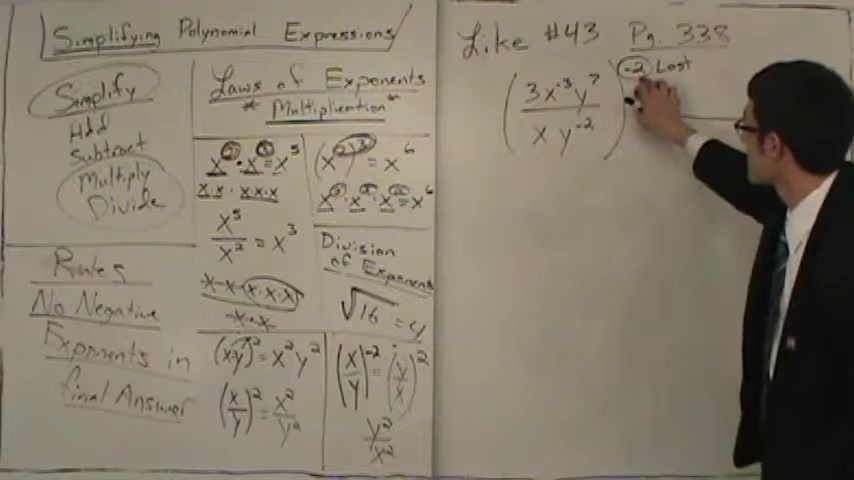 Simplifying Polynomial Expressions
Simplify
Add
Subtract
Multiply
Divide
Rules
No Negative
Exponents in
final Answer
Laws of Exponents
* Multiplication *
x² · x³ = x⁵
x·x · x·x·x
x⁵/x² = x³
x·x·x·x·x / x·x
(x²)³ = x⁶
x² · x² · x² = x⁶
Division
of Exponents
√16 = 4
(xy)² = x²y²
(x/y)² = x²/y²
(x/y)⁻² = (y/x)²
y²/x²
Like #43 Pg. 338
(3x⁻³y⁷ / xy⁻²)⁻² Last